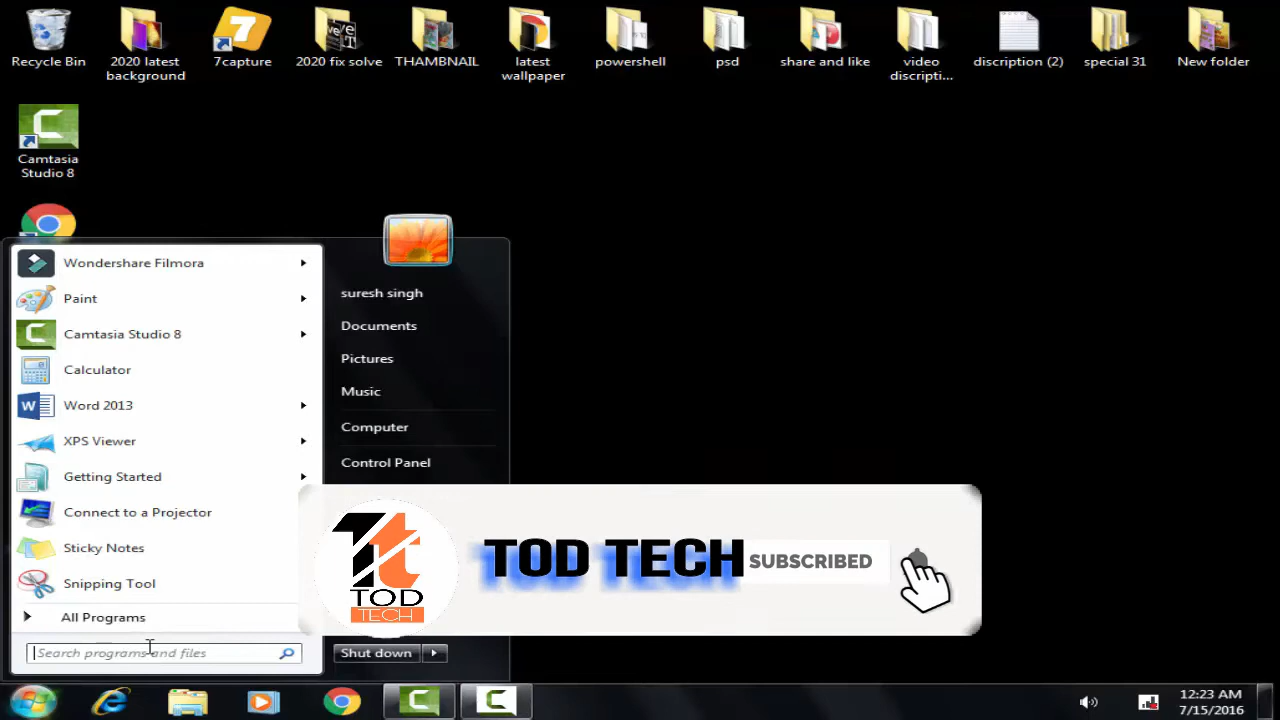 Recycle Bin
2020 latest
background
7capture
2020 fix solve
THAMBNAIL
latest
wallpaper
powershell
psd
share and like
video
discripti...
discription (2)
special 31
New folder
Camtasia
Studio 8
Wondershare Filmora
Paint
Camtasia Studio 8
Calculator
Word 2013
XPS Viewer
Getting Started
Connect to a Projector
Sticky Notes
Snipping Tool
All Programs
Search programs and files
suresh singh
Documents
Pictures
Music
Computer
Control Panel
Shut down
TOD
TECH
TOD TECH
SUBSCRIBED
12:23 AM
7/15/2016